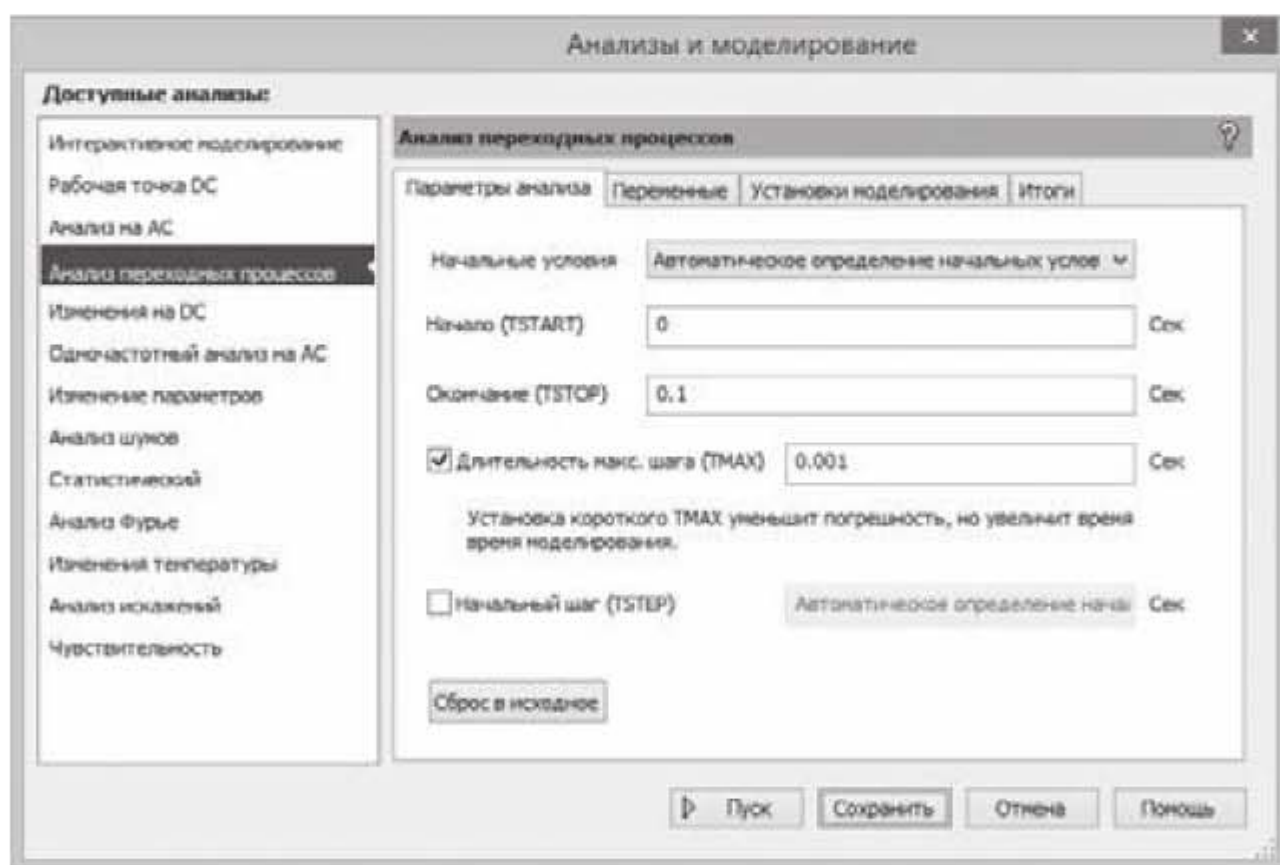 Анализы и моделирование
Доступные анализы:
Интерактивное моделирование
Рабочая точка DC
Анализ на AC
Анализ переходных процессов
Изменения на DC
Одночастотный анализ на AC
Изменение параметров
Анализ шумов
Статистический
Анализ Фурье
Изменения температуры
Анализ искажений
Чувствительность
Анализ переходных процессов
Параметры анализа Переменные Установки моделирования Итоги
Начальные условия Автоматическое определение начальных услов
Начало (TSTART) 0 Сек
Окончание (TSTOP) 0.1 Сек
Длительность макс. шага (TMAX) 0.001 Сек
Установка короткого TMAX уменьшит погрешность, но увеличит время
время моделирования.
Начальный шаг (TSTEP) Автоматическое определение нача Сек
Сброс в исходное
Пуск Сохранить Отмена Помощь